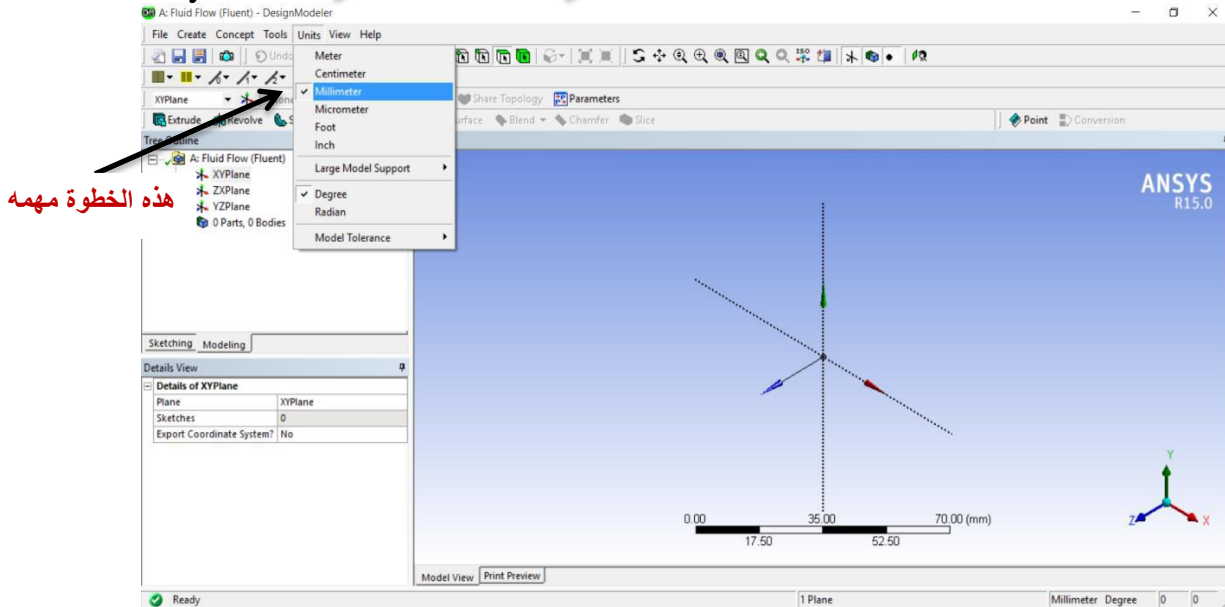 A: Fluid Flow (Fluent) - DesignModeler
File Create Concept Tools Units View Help
Undo
XYPlane
Share Topology Parameters
Extrude Revolve
Blend Chamfer Slice
Point Conversion
Meter
Centimeter
Millimeter
Micrometer
Foot
Inch
Large Model Support
Degree
Radian
Model Tolerance
A: Fluid Flow (Fluent)
XYPlane
ZXPlane
YZPlane
0 Parts, 0 Bodies
هذه الخطوة مهمه
ANSYS
R15.0
Sketching Modeling
Details View
Details of XYPlane
Plane XYPlane
Sketches 0
Export Coordinate System? No
0.00 35.00 70.00 (mm)
17.50 52.50
Y
Z X
Model View Print Preview
Ready 1 Plane Millimeter Degree 0 0